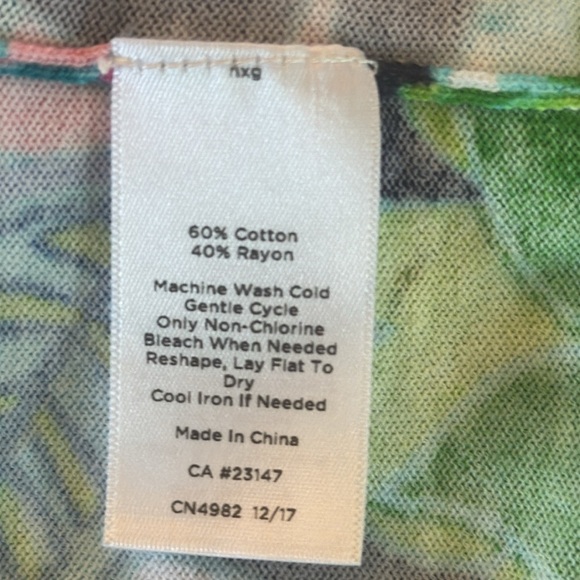 60% Cotton
40% Rayon
Machine Wash Cold
Gentle Cycle
Only Non-Chlorine
Bleach When Needed
Reshape, Lay Flat To
Dry
Cool Iron If Needed
Made In China
CA #23147
CN4982 12/17